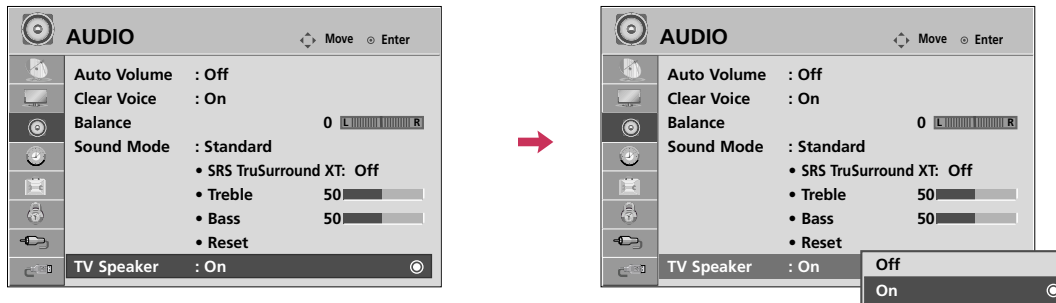 AUDIO Move Enter
Auto Volume : Off
Clear Voice : On
Balance 0 L R
Sound Mode : Standard
• SRS TruSurround XT: Off
• Treble 50
• Bass 50
• Reset
TV Speaker : On
AUDIO Move Enter
Auto Volume : Off
Clear Voice : On
Balance 0 L R
Sound Mode : Standard
• SRS TruSurround XT: Off
• Treble 50
• Bass 50
• Reset
TV Speaker : On
Off
On